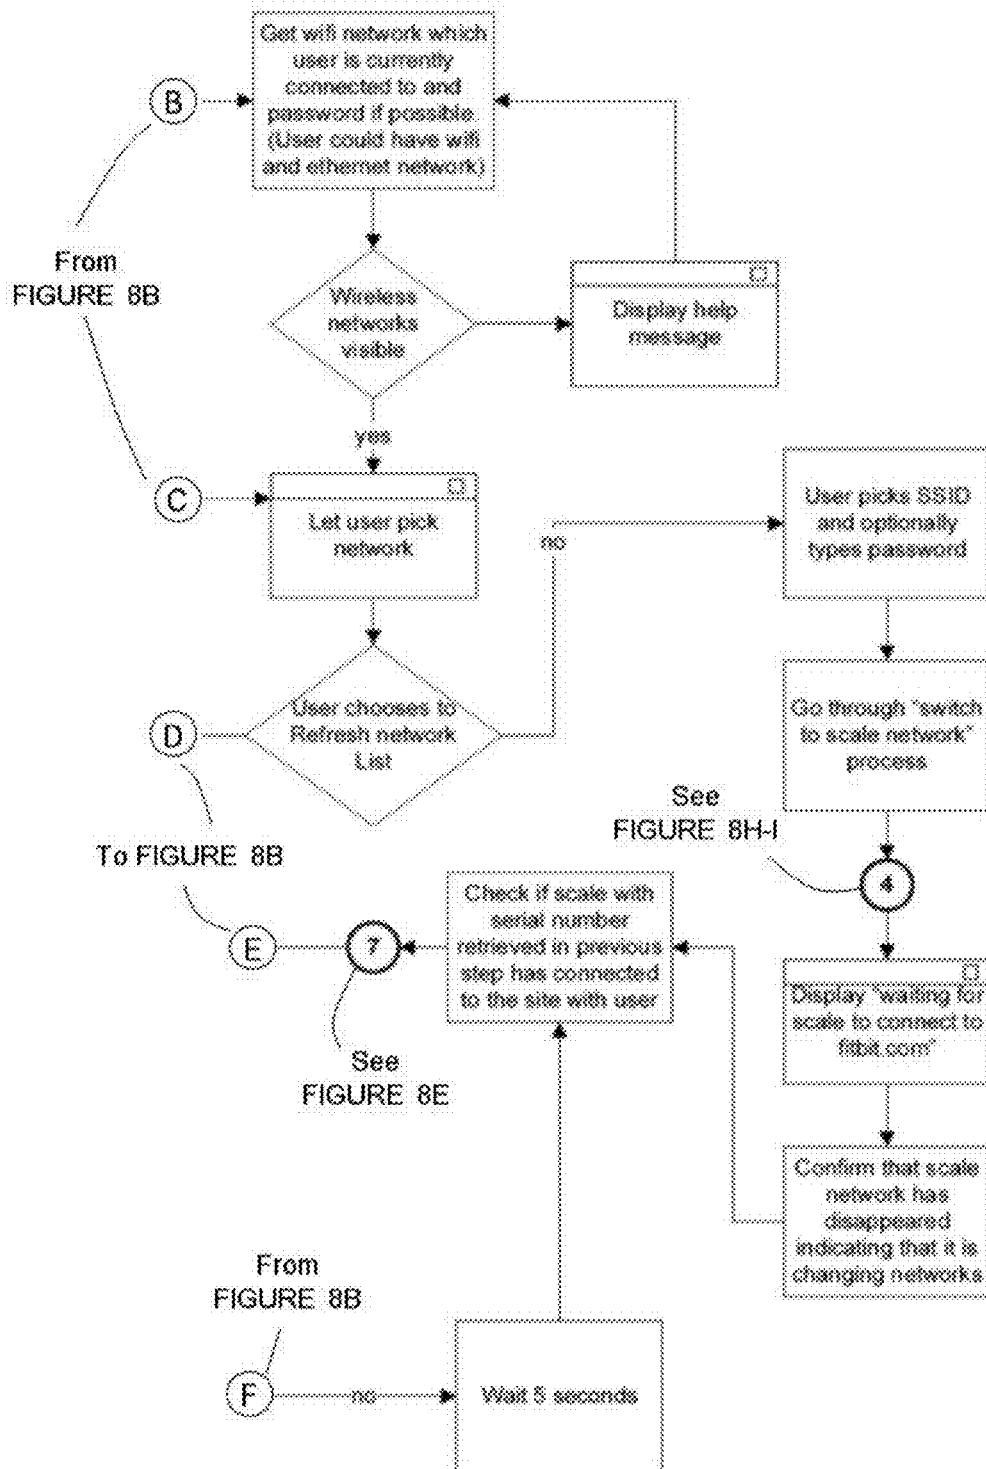 Get wifi network which
user is currently
connected to and
password if possible.
(User could have wifi
and ethernet network)
B
From
FIGURE 8B
Wireless
networks
visible
Display help
message
yes
C
Let user pick
network
no
User picks SSID
and optionally
types password
D
User chooses to
Refresh network
List
Go through "switch
to scale network"
process
To FIGURE 8B
See
FIGURE 8H-I
4
E
7
Check if scale with
serial number
retrieved in previous
step has connected
to the site with user
See
FIGURE 8E
Display "waiting for
scale to connect to
fitbit.com"
Confirm that scale
network has
disappeared
indicating that it is
changing networks
From
FIGURE 8B
F
no
Wait 5 seconds